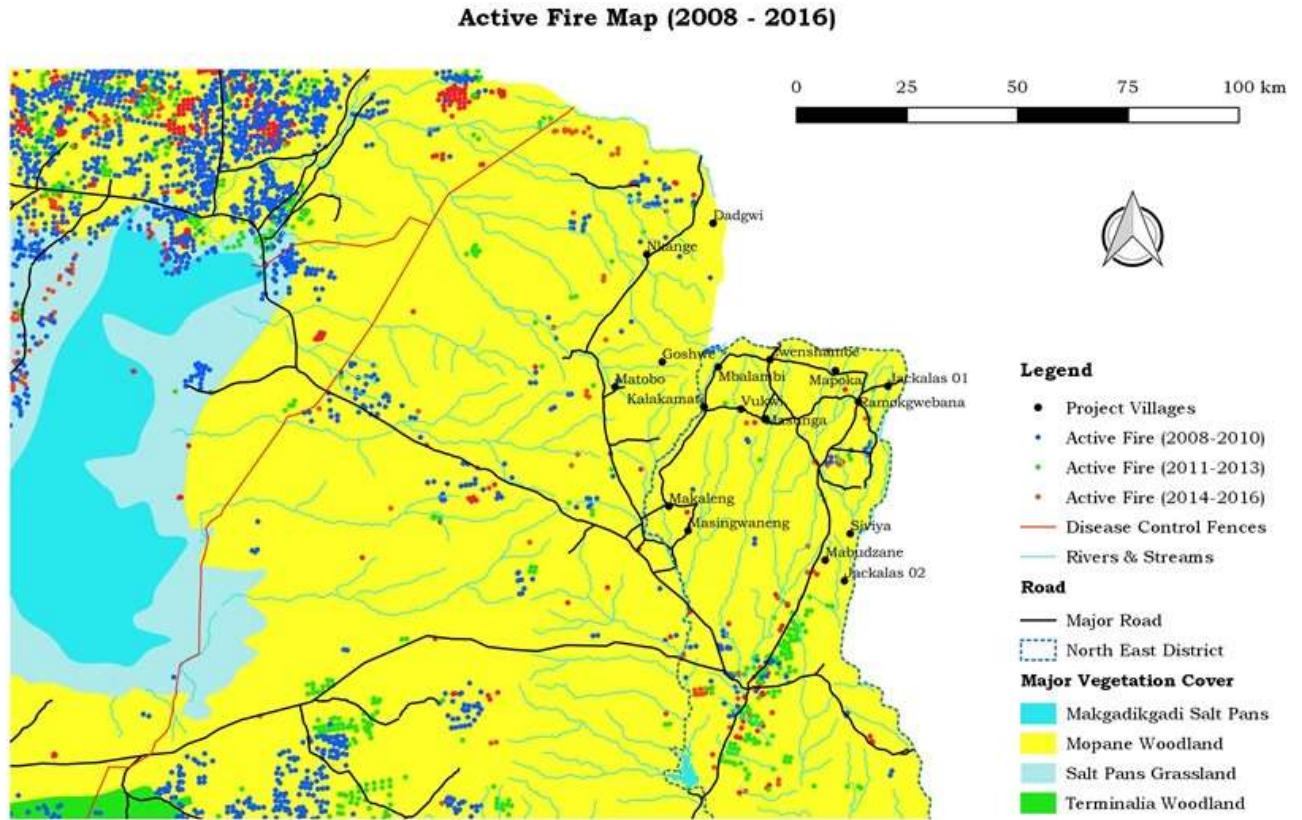 Active Fire Map (2008 - 2016)
0 25 50 75 100 km
Dadgwi
Nkange
Goshwe
Matobo
Kalakamati
Mbalambi
Vukwi
Masunga
Mapoka
Jackalas 01
Ramokgwebana
Makaleng
Masingwaneng
Siviya
Mabudzane
Jackalas 02
Legend
Project Villages
Active Fire (2008-2010)
Active Fire (2011-2013)
Active Fire (2014-2016)
Disease Control Fences
Rivers & Streams
Road
Major Road
North East District
Major Vegetation Cover
Makgadikgadi Salt Pans
Mopane Woodland
Salt Pans Grassland
Terminalia Woodland